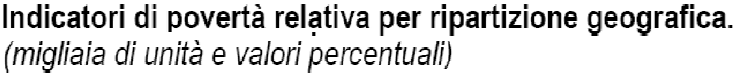 Indicatori di povertà relativa per ripartizione geografica.
(migliaia di unità e valori percentuali)